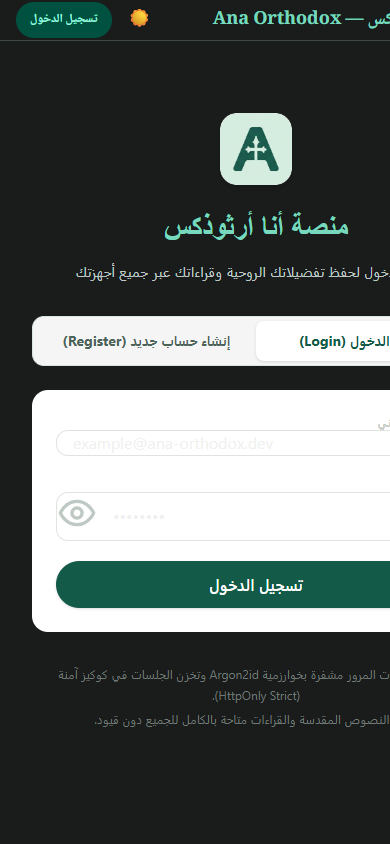 كس — Ana Orthodox
تسجيل الدخول
منصة أنا أرثوذكس
لحفظ تفضيلاتك الروحية وقراءاتك عبر جميع أجهزتك
الدخول (Login)
إنشاء حساب جديد (Register)
example@ana-orthodox.dev
تسجيل الدخول
المرور مشفرة بخوارزمية Argon2id وتخزن الجلسات في كوكيز آمنة
(HttpOnly Strict).
النصوص المقدسة والقراءات متاحة بالكامل للجميع دون قيود.